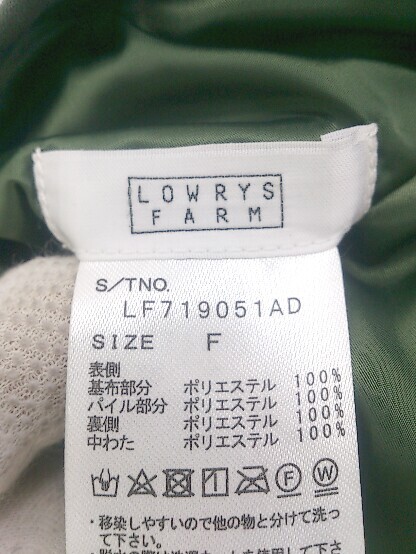 LOWRYS
FARM
S/TNO.
LF719051AD
SIZE F
表側
基布部分 ポリエステル 100%
パイル部分 ポリエステル 100%
裏側 ポリエステル 100%
中わた ポリエステル 100%
F W
・移染しやすいので他の物と分けて洗っ
て下さい。